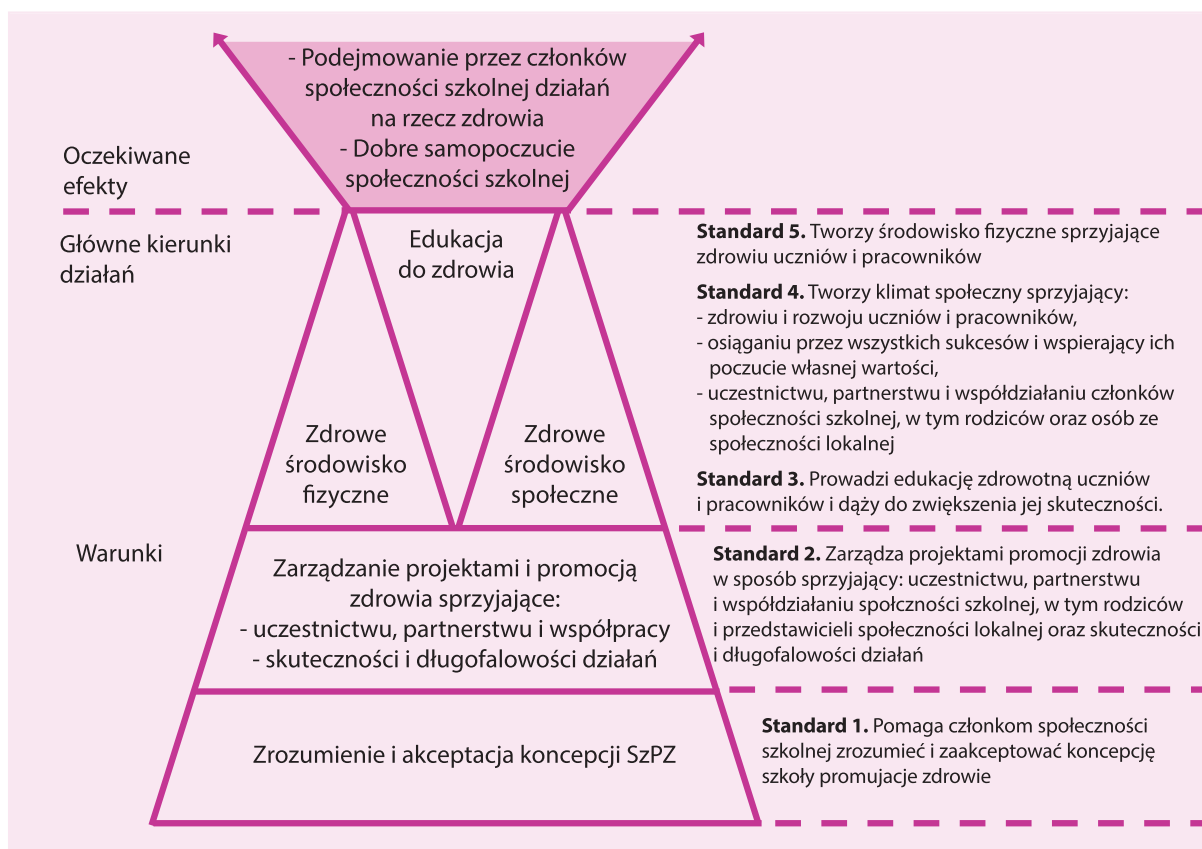 - Podejmowanie przez członków
społeczności szkolnej działań
na rzecz zdrowia
- Dobre samopoczucie
społeczności szkolnej
Oczekiwane
efekty
Główne kierunki
działań
Edukacja
do zdrowia
Zdrowe
środowisko
fizyczne
Zdrowe
środowisko
społeczne
Standard 5. Tworzy środowisko fizyczne sprzyjające
zdrowiu uczniów i pracowników
Standard 4. Tworzy klimat społeczny sprzyjający:
- zdrowiu i rozwoju uczniów i pracowników,
- osiąganiu przez wszystkich sukcesów i wspierający ich
poczucie własnej wartości,
- uczestnictwu, partnerstwu i współdziałaniu członków
społeczności szkolnej, w tym rodziców oraz osób ze
społeczności lokalnej
Standard 3. Prowadzi edukację zdrowotną uczniów
i pracowników i dąży do zwiększenia jej skuteczności.
Warunki
Zarządzanie projektami i promocją
zdrowia sprzyjające:
- uczestnictwu, partnerstwu i współpracy
- skuteczności i długofalowości działań
Standard 2. Zarządza projektami promocji zdrowia
w sposób sprzyjający: uczestnictwu, partnerstwu
i współdziałaniu społczności szkolnej, w tym rodziców
i przedstawicieli społeczności lokalnej oraz skuteczności
i długofalowości działań
Zrozumienie i akceptacja koncepcji SzPZ
Standard 1. Pomaga członkom społeczności
szkolnej zrozumieć i zaakceptować koncepcję
szkoły promujacje zdrowie